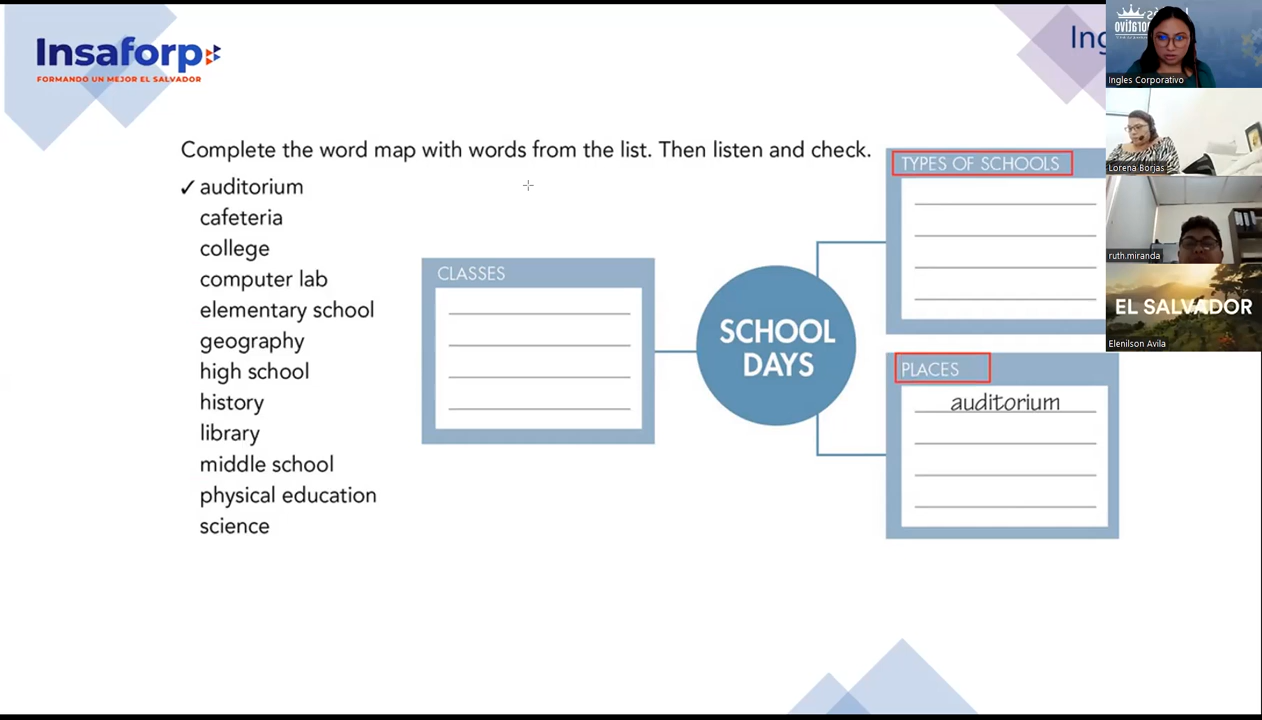 Insaforp
FORMANDO UN MEJOR EL SALVADOR
Complete the word map with words from the list. Then listen and check.
✓ auditorium
cafeteria
college
computer lab
elementary school
geography
high school
history
library
middle school
physical education
science
CLASSES
SCHOOL
DAYS
TYPES OF SCHOOLS
PLACES
auditorium
Ingles Corporativo
Lorena Borjas
ruth.miranda
EL SALVADOR
Elenilson Avila